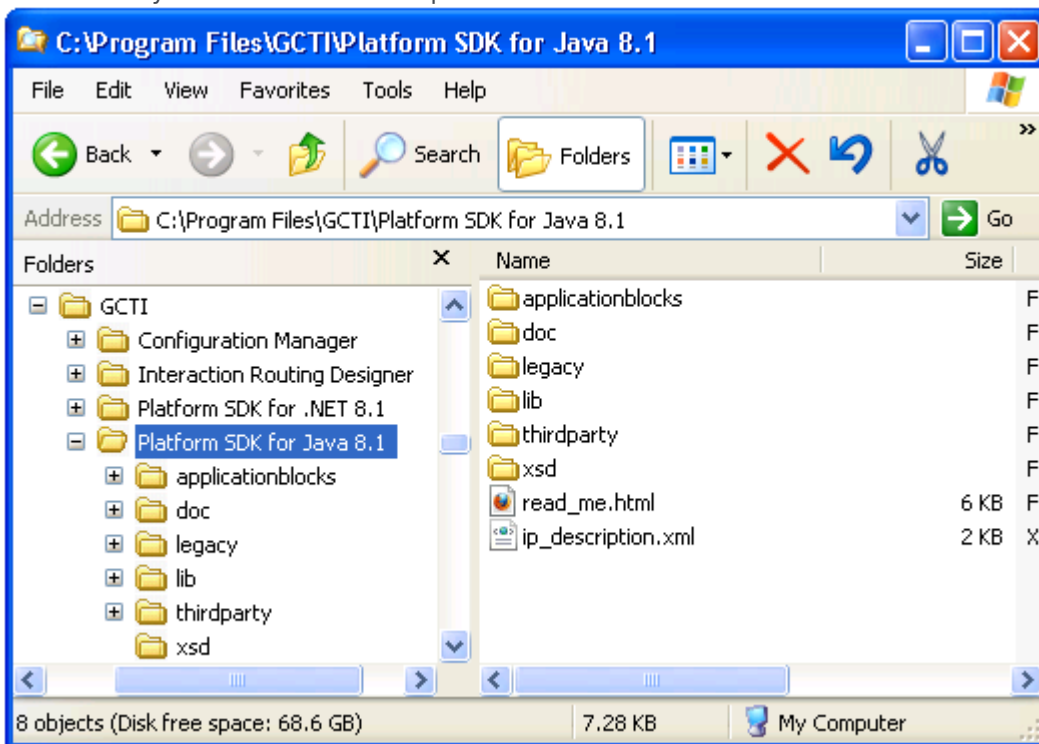 C:\Program Files\GCTI\Platform SDK for Java 8.1
File Edit View Favorites Tools Help
Back Search Folders »
Address C:\Program Files\GCTI\Platform SDK for Java 8.1 Go
Folders Name Size
GCTI
Configuration Manager
Interaction Routing Designer
Platform SDK for .NET 8.1
Platform SDK for Java 8.1
applicationblocks
doc
legacy
lib
thirdparty
xsd
applicationblocks F
doc F
legacy F
lib F
thirdparty F
xsd F
read_me.html 6 KB F
ip_description.xml 2 KB X
8 objects (Disk free space: 68.6 GB) 7.28 KB My Computer